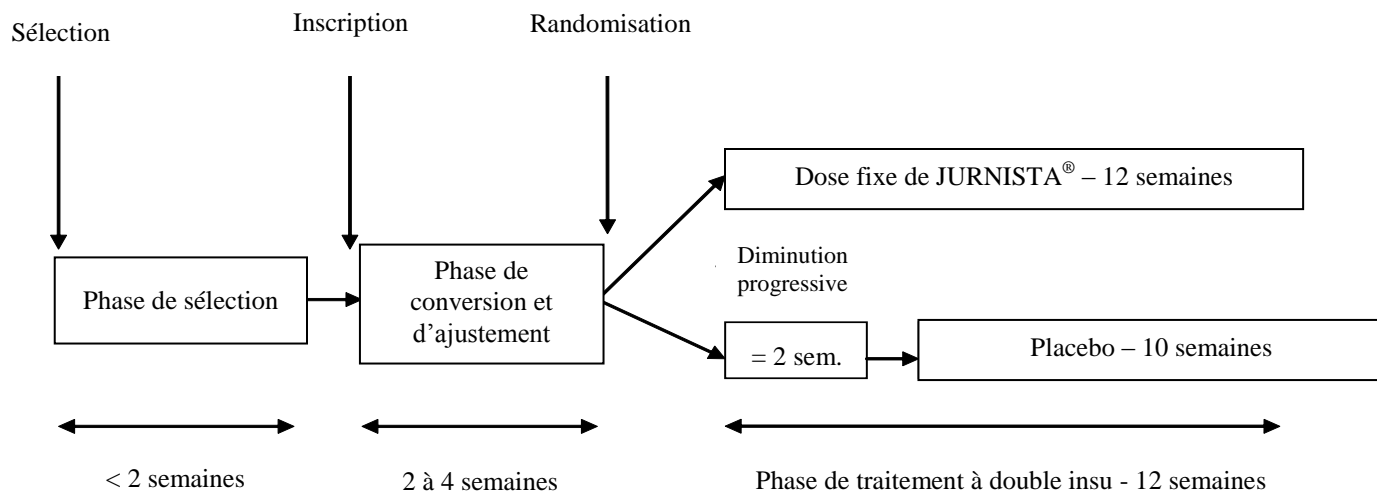 Sélection
Inscription
Randomisation
Dose fixe de JURNISTA® – 12 semaines
Diminution
progressive
Phase de sélection
Phase de
conversion et
d’ajustement
= 2 sem.
Placebo – 10 semaines
< 2 semaines
2 à 4 semaines
Phase de traitement à double insu - 12 semaines